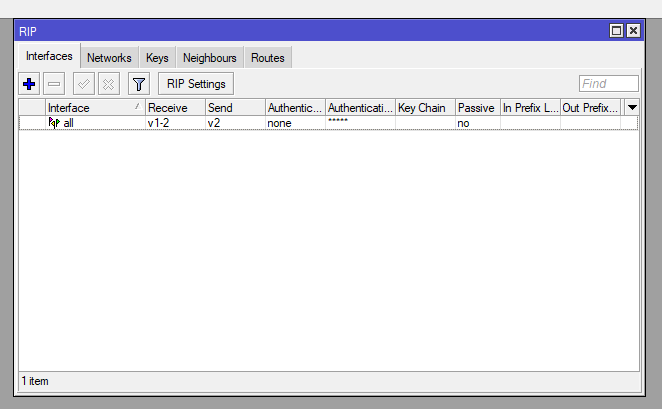 RIP
Interfaces Networks Keys Neighbours Routes
RIP Settings Find
Interface Receive Send Authentic... Authenticati... Key Chain Passive In Prefix L... Out Prefix...
all v1-2 v2 none ***** no
1 item